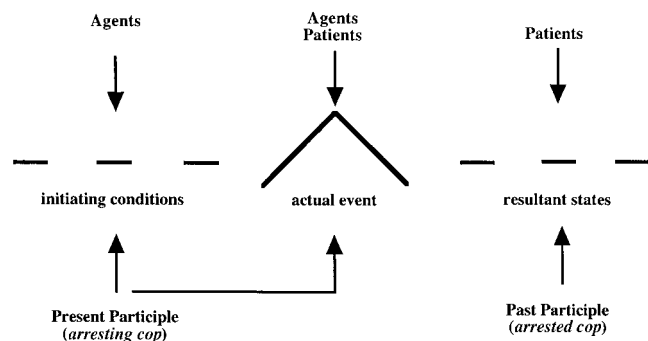 Agents
Agents
Patients
Patients
initiating conditions
actual event
resultant states
Present Participle
(arresting cop)
Past Participle
(arrested cop)